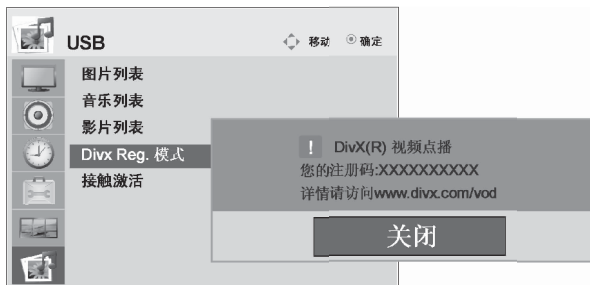 USB
移动 确定
图片列表
音乐列表
影片列表
Divx Reg. 模式
接触激活
! DivX(R) 视频点播
您的注册码:XXXXXXXXXX
详情请访问www.divx.com/vod
关闭